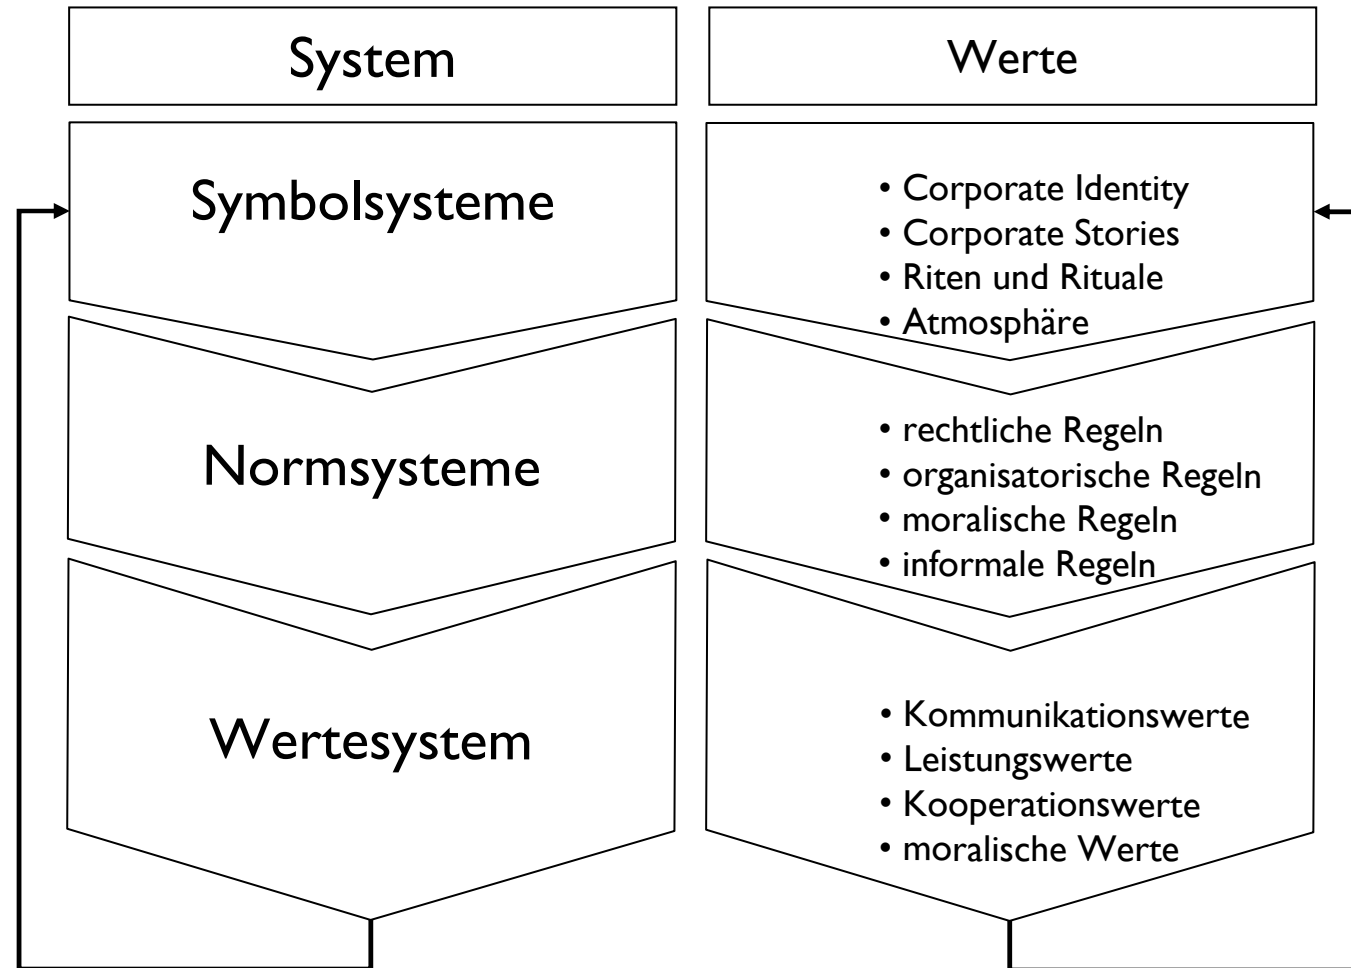 System
Werte
Symbolsysteme
• Corporate Identity
• Corporate Stories
• Riten und Rituale
• Atmosphäre
Normsysteme
• rechtliche Regeln
• organisatorische Regeln
• moralische Regeln
• informale Regeln
Wertesystem
• Kommunikationswerte
• Leistungswerte
• Kooperationswerte
• moralische Werte